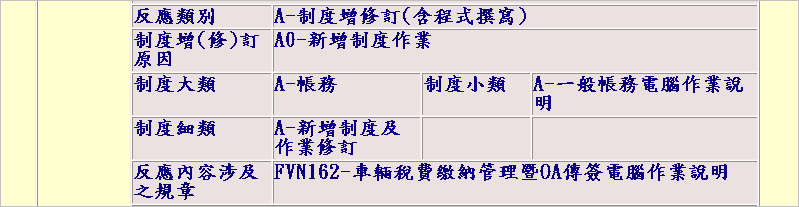 反應類別 A-制度增修訂(含程式撰寫)
制度增(修)訂 A0-新增制度作業
原因
制度大類 A-帳務 制度小類 A-一般帳務電腦作業說
明
制度細類 A-新增制度及
作業修訂
反應內容涉及 FVN162-車輛稅費繳納管理暨OA傳簽電腦作業說明
之規章